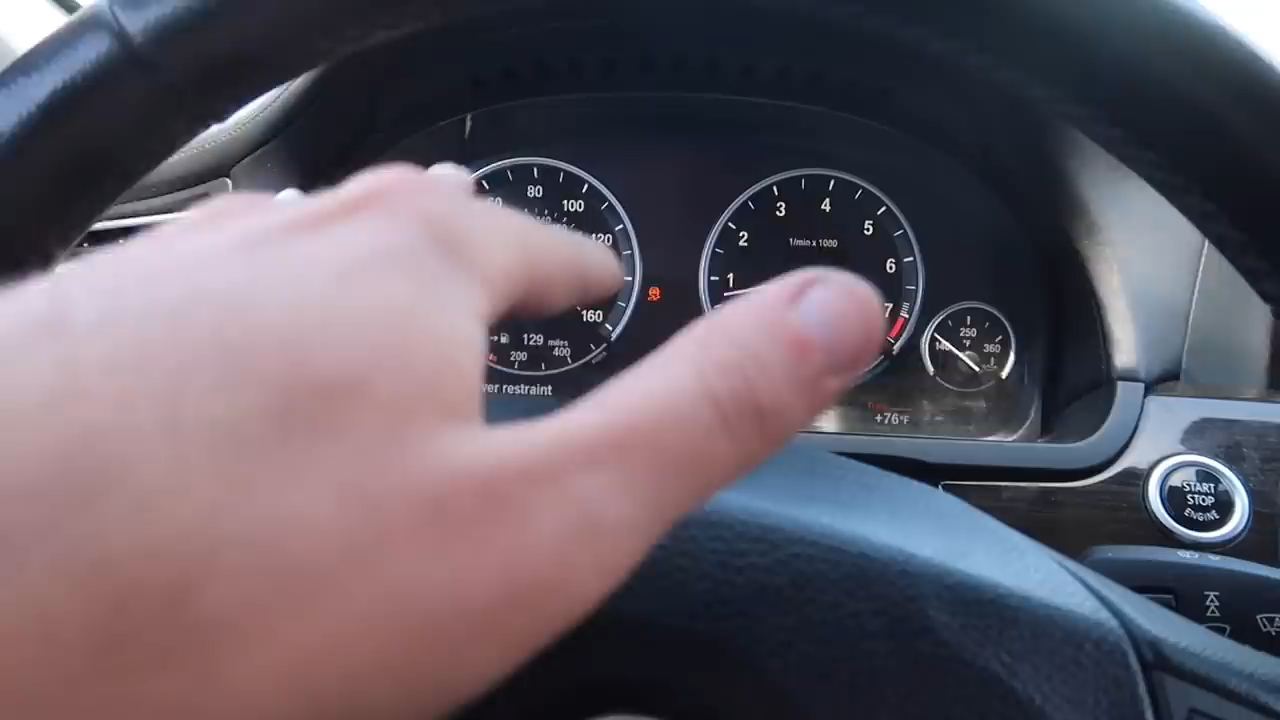 80
100
120
160
129 miles
200 400
ver restraint
1 2 3 4 5 6 7
1/min x 1000
250
°F
140 360
+76°F
START
STOP
ENGINE